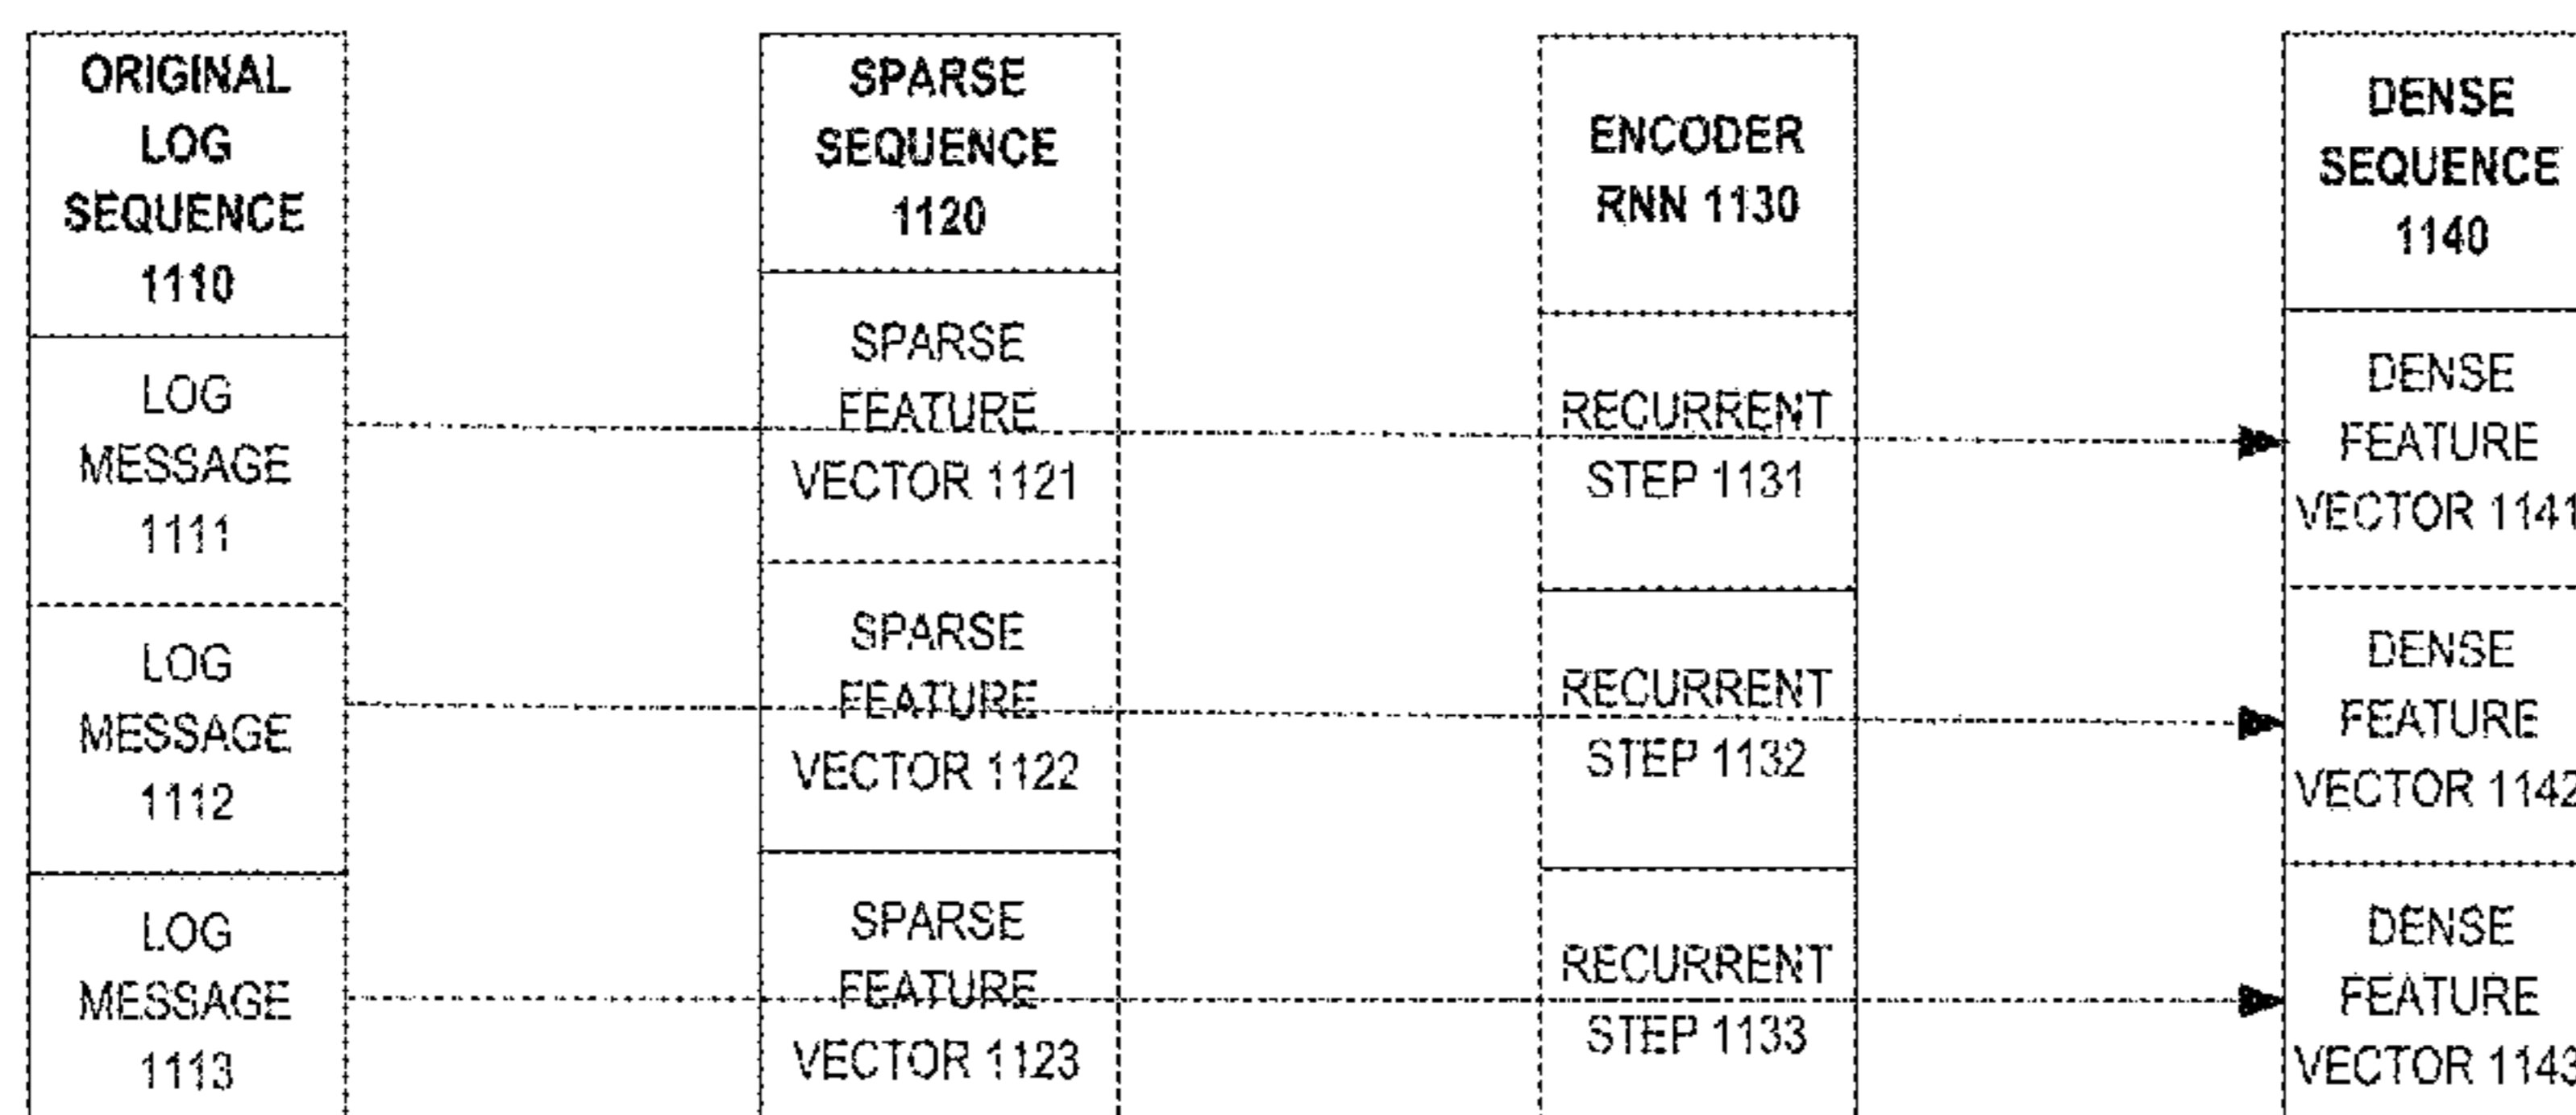 ORIGINAL
LOG
SEQUENCE
1110
LOG
MESSAGE
1111
LOG
MESSAGE
1112
LOG
MESSAGE
1113
SPARSE
SEQUENCE
1120
SPARSE
FEATURE
VECTOR 1121
SPARSE
FEATURE
VECTOR 1122
SPARSE
FEATURE
VECTOR 1123
ENCODER
RNN 1130
RECURRENT
STEP 1131
RECURRENT
STEP 1132
RECURRENT
STEP 1133
DENSE
SEQUENCE
1140
DENSE
FEATURE
VECTOR 1141
DENSE
FEATURE
VECTOR 1142
DENSE
FEATURE
VECTOR 1143